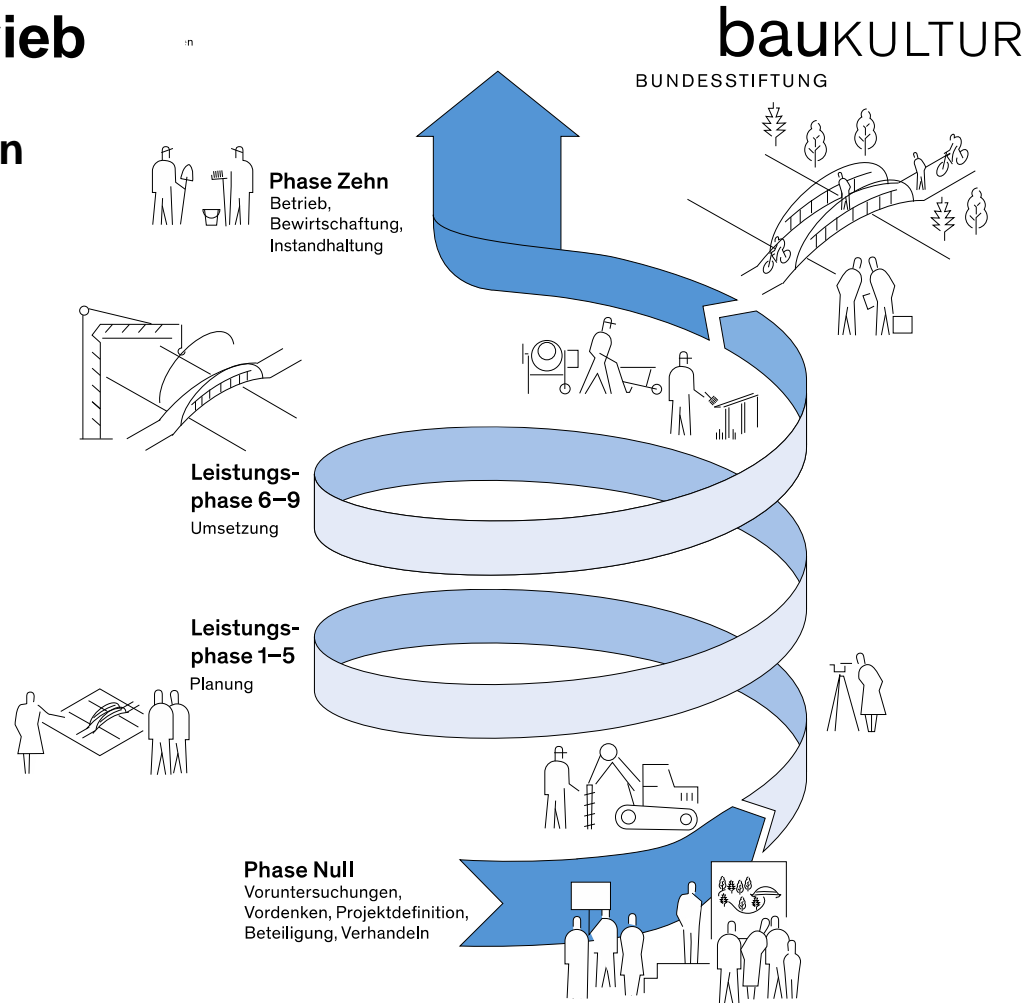 ieb
bauKULTUR
BUNDESSTIFTUNG
n
Phase Zehn
Betrieb,
Bewirtschaftung,
Instandhaltung
Leistungs-
phase 6–9
Umsetzung
Leistungs-
phase 1–5
Planung
Phase Null
Voruntersuchungen,
Vordenken, Projektdefinition,
Beteiligung, Verhandeln